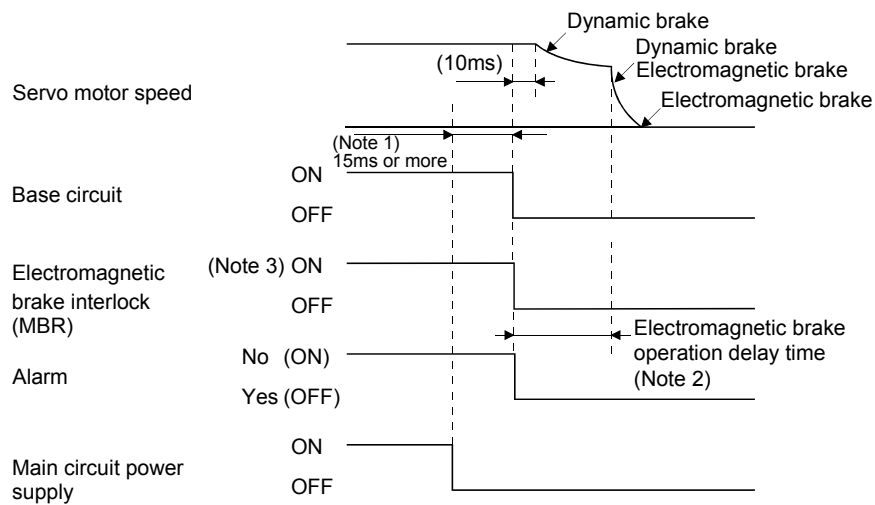 Dynamic brake
Dynamic brake
Electromagnetic brake
Electromagnetic brake
(10ms)
Servo motor speed
(Note 1)
15ms or more
Base circuit
ON
OFF
Electromagnetic
brake interlock
(MBR)
(Note 3) ON
OFF
Electromagnetic brake
operation delay time
(Note 2)
Alarm
No (ON)
Yes (OFF)
Main circuit power
supply
ON
OFF